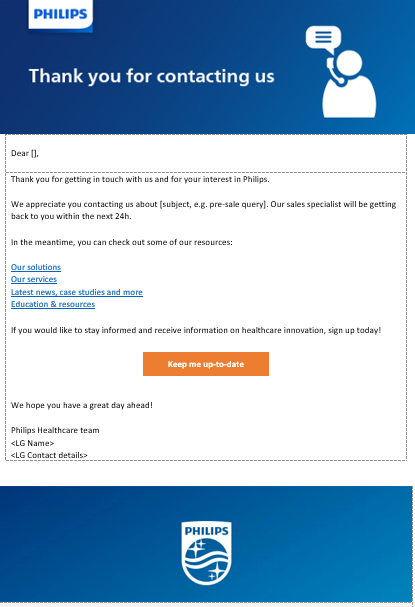 PHILIPS
Thank you for contacting us
Dear [],
Thank you for getting in touch with us and for your interest in Philips.
We appreciate you contacting us about [subject, e.g. pre-sale query]. Our sales specialist will be getting
back to you within the next 24h.
In the meantime, you can check out some of our resources:
Our solutions
Our services
Latest news, case studies and more
Education & resources
If you would like to stay informed and receive information on healthcare innovation, sign up today!
Keep me up-to-date
We hope you have a great day ahead!
Philips Healthcare team
<LG Name>
<LG Contact details>
PHILIPS